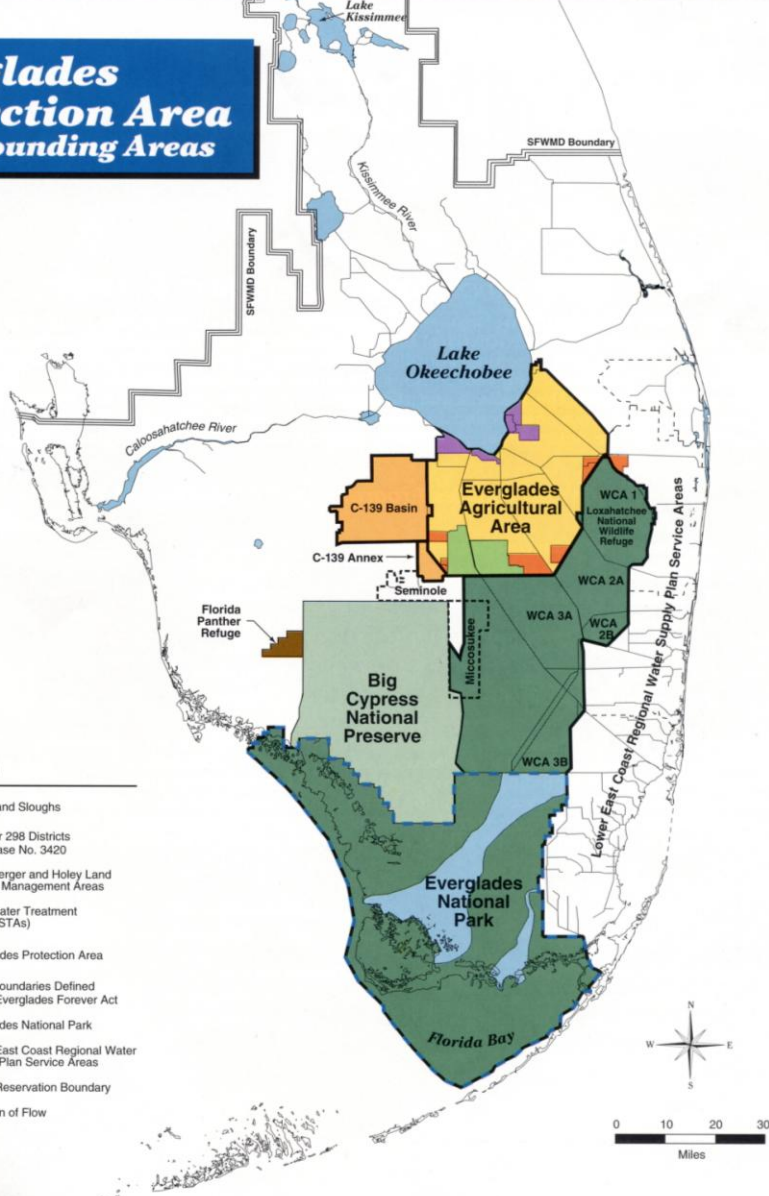 Lake
Kissimmee
glades
ction Area
ounding Areas
SFWMD Boundary
Kissimmee River
SFWMD Boundary
Lake
Okeechobee
Caloosahatchee River
C-139 Basin
Everglades
Agricultural
Area
WCA 1
Loxahatchee
National
Wildlife
Refuge
C-139 Annex
Seminole
WCA 2A
WCA 3A
WCA
2B
Florida
Panther
Refuge
Miccosukee
Big
Cypress
National
Preserve
WCA 3B
Lower East Coast Regional Water Supply Plan Service Areas
Everglades
National
Park
Florida Bay
and Sloughs
r 298 Districts
ase No. 3420
erger and Holey Land
Management Areas
ater Treatment
STAs)
des Protection Area
oundaries Defined
Everglades Forever Act
des National Park
East Coast Regional Water
Plan Service Areas
Reservation Boundary
n of Flow
N
W E
S
0 10 20 30
Miles